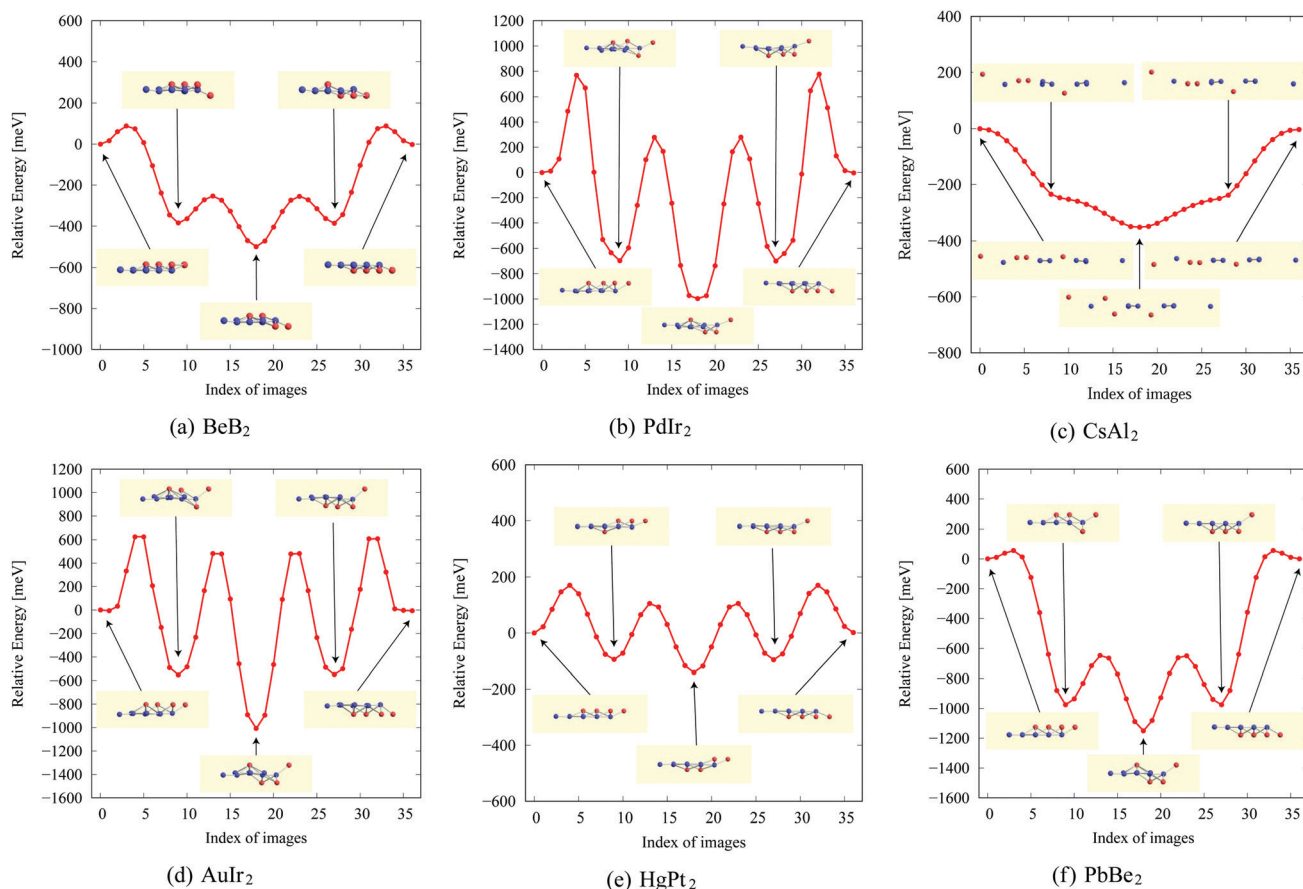 600
400
200
0
−200
−400
−600
−800
−1000
Relative Energy [meV]
0 5 10 15 20 25 30 35
Index of images
(a) BeB₂
1200
1000
800
600
400
200
0
−200
−400
−600
−800
−1000
−1200
−1400
Relative Energy [meV]
0 5 10 15 20 25 30 35
Index of images
(b) PdIr₂
400
200
0
−200
−400
−600
−800
Relative Energy [meV]
0 5 10 15 20 25 30 35
Index of images
(c) CsAl₂
1200
1000
800
600
400
200
0
−200
−400
−600
−800
−1000
−1200
−1400
−1600
Relative Energy [meV]
0 5 10 15 20 25 30 35
Index of images
(d) AuIr₂
600
400
200
0
−200
−400
−600
Relative Energy [meV]
0 5 10 15 20 25 30 35
Index of images
(e) HgPt₂
600
400
200
0
−200
−400
−600
−800
−1000
−1200
−1400
−1600
Relative Energy [meV]
0 5 10 15 20 25 30 35
Index of images
(f) PbBe₂